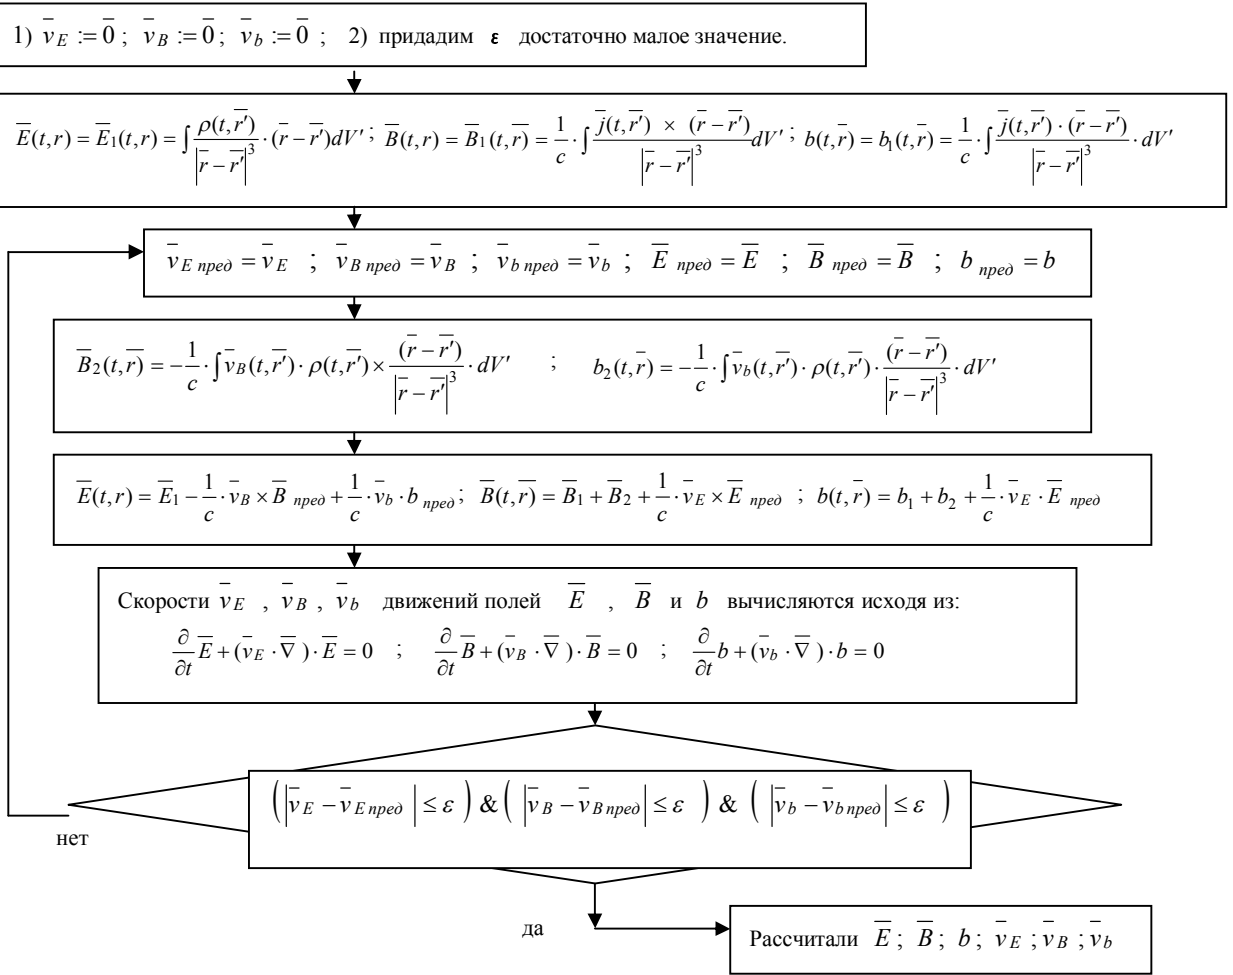 1) v̄_E := 0̄ ; v̄_B := 0̄ ; v̄_b := 0̄ ; 2) придадим ε достаточно малое значение.
E̅(t,r) = E̅₁(t,r) = ∫ ρ(t,r̅′)/|r̅ − r̅′|³ · (r̅ − r̅′)dV′ ; B̅(t,r̅) = B̅₁(t,r̅) = 1/c · ∫ j̅(t,r̅′) × (r̅ − r̅′)/|r̅ − r̅′|³ dV′ ; b(t,r̅) = b₁(t,r̅) = 1/c · ∫ j̅(t,r̅′) · (r̅ − r̅′)/|r̅ − r̅′|³ · dV′
v̄_E пред = v̄_E ; v̄_B пред = v̄_B ; v̄_b пред = v̄_b ; E̅ пред = E̅ ; B̅ пред = B̅ ; b пред = b
B̅₂(t,r̅) = − 1/c · ∫ v̄_B(t,r̅′) · ρ(t,r̅′) × (r̅ − r̅′)/|r̅ − r̅′|³ · dV′ ; b₂(t,r̅) = − 1/c · ∫ v̄_b(t,r̅′) · ρ(t,r̅′) · (r̅ − r̅′)/|r̅ − r̅′|³ · dV′
E̅(t,r) = E̅₁ − 1/c · v̄_B × B̅ пред + 1/c · v̄_b · b пред ; B̅(t,r̅) = B̅₁ + B̅₂ + 1/c · v̄_E × E̅ пред ; b(t,r̅) = b₁ + b₂ + 1/c · v̄_E · E̅ пред
Скорости v̄_E , v̄_B , v̄_b движений полей E̅ , B̅ и b вычисляются исходя из:
∂/∂t E̅ + (v̄_E · ∇̅) · E̅ = 0 ; ∂/∂t B̅ + (v̄_B · ∇̅) · B̅ = 0 ; ∂/∂t b + (v̄_b · ∇̅) · b = 0
( |v̄_E − v̄_E пред| ≤ ε ) & ( |v̄_B − v̄_B пред| ≤ ε ) & ( |v̄_b − v̄_b пред| ≤ ε )
нет
да
Рассчитали E̅ ; B̅ ; b ; v̄_E ; v̄_B ; v̄_b